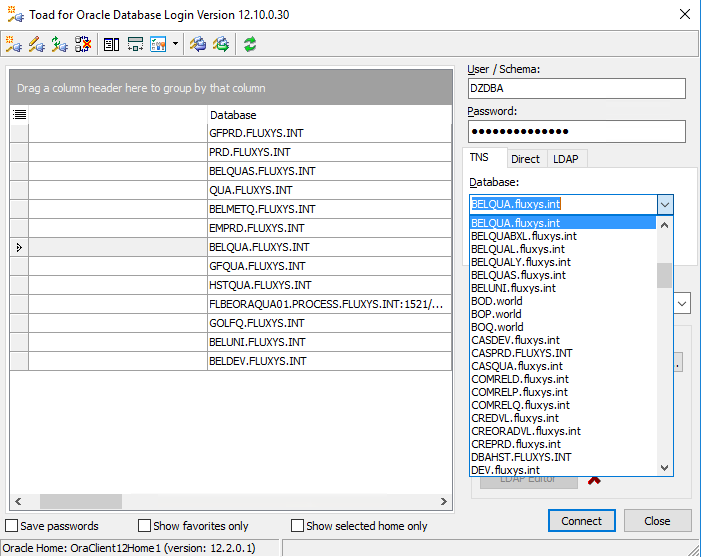 Toad for Oracle Database Login Version 12.10.0.30
Drag a column header here to group by that column
Database
GFPRD.FLUXYS.INT
PRD.FLUXYS.INT
BELQUAS.FLUXYS.INT
QUA.FLUXYS.INT
BELMETQ.FLUXYS.INT
EMPRD.FLUXYS.INT
BELQUA.FLUXYS.INT
GFQUA.FLUXYS.INT
HSTQUA.FLUXYS.INT
FLBEORAQUA01.PROCESS.FLUXYS.INT:1521/...
GOLFQ.FLUXYS.INT
BELUNI.FLUXYS.INT
BELDEV.FLUXYS.INT
User / Schema:
DZDBA
Password:
●●●●●●●●●●●●●●
TNS Direct LDAP
Database:
BELQUA.fluxys.int
BELQUA.fluxys.int
BELQUABXL.fluxys.int
BELQUAL.fluxys.int
BELQUALY.fluxys.int
BELQUAS.fluxys.int
BELUNI.fluxys.int
BOD.world
BOP.world
BOQ.world
CASDEV.fluxys.int
CASPRD.FLUXYS.INT
CASQUA.fluxys.int
COMRELD.fluxys.int
COMRELP.fluxys.int
COMRELQ.fluxys.int
CREDVL.fluxys.int
CREORADVL.fluxys.int
CREPRD.fluxys.int
DBAHST.FLUXYS.INT
DEV.fluxys.int
LDAP Editor
Save passwords
Show favorites only
Show selected home only
Connect
Close
Oracle Home: OraClient12Home1 (version: 12.2.0.1)